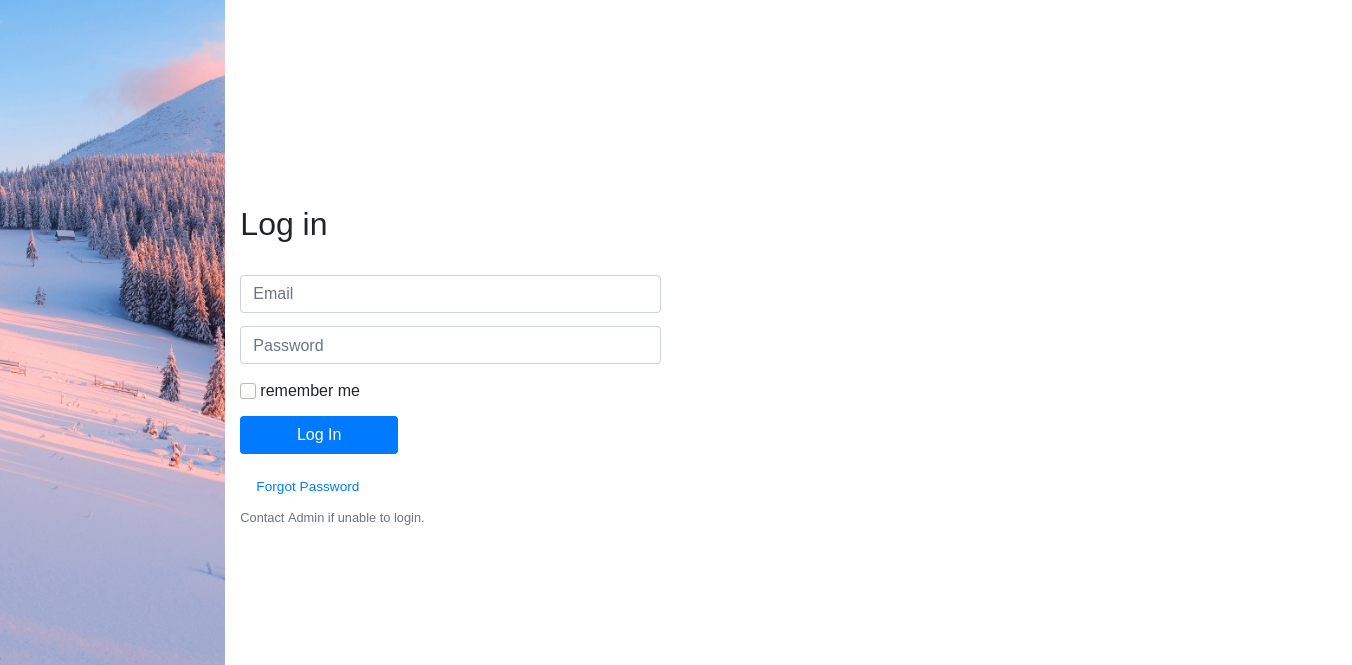 Log in
Email
Password
remember me
Log In
Forgot Password
Contact Admin if unable to login.